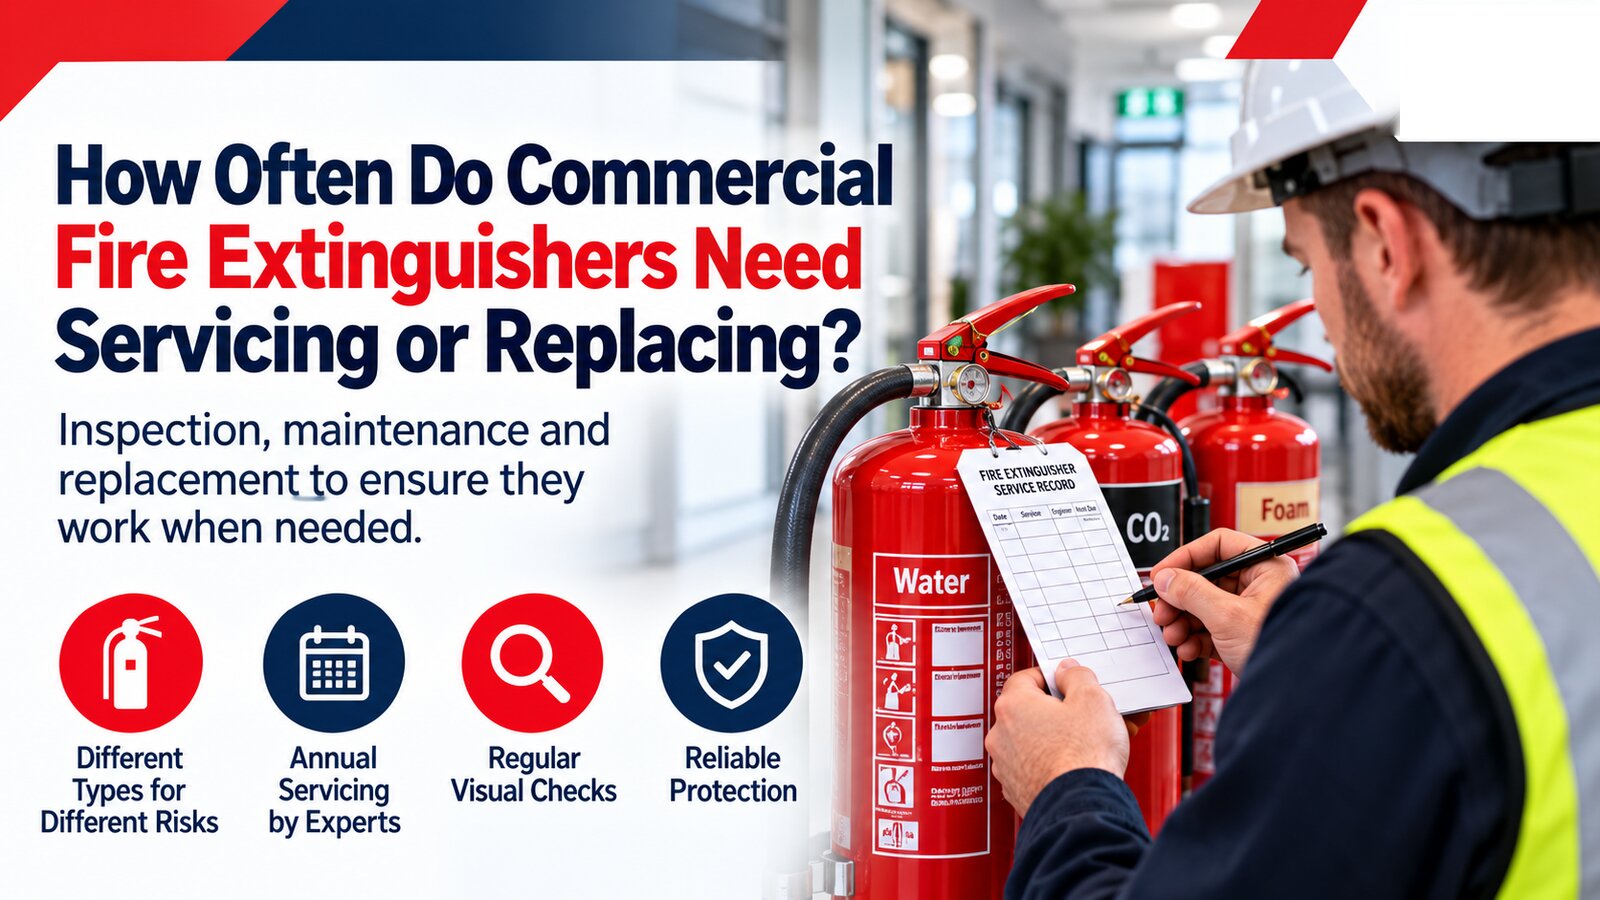 How Often Do Commercial
Fire Extinguishers Need
Servicing or Replacing?
Inspection, maintenance and
replacement to ensure they
work when needed.
Different
Types for
Different Risks
Annual
Servicing
by Experts
Regular
Visual Checks
Reliable
Protection
FIRE EXTINGUISHER
SERVICE RECORD
Date Service Engineer
Water
CO₂
Foam